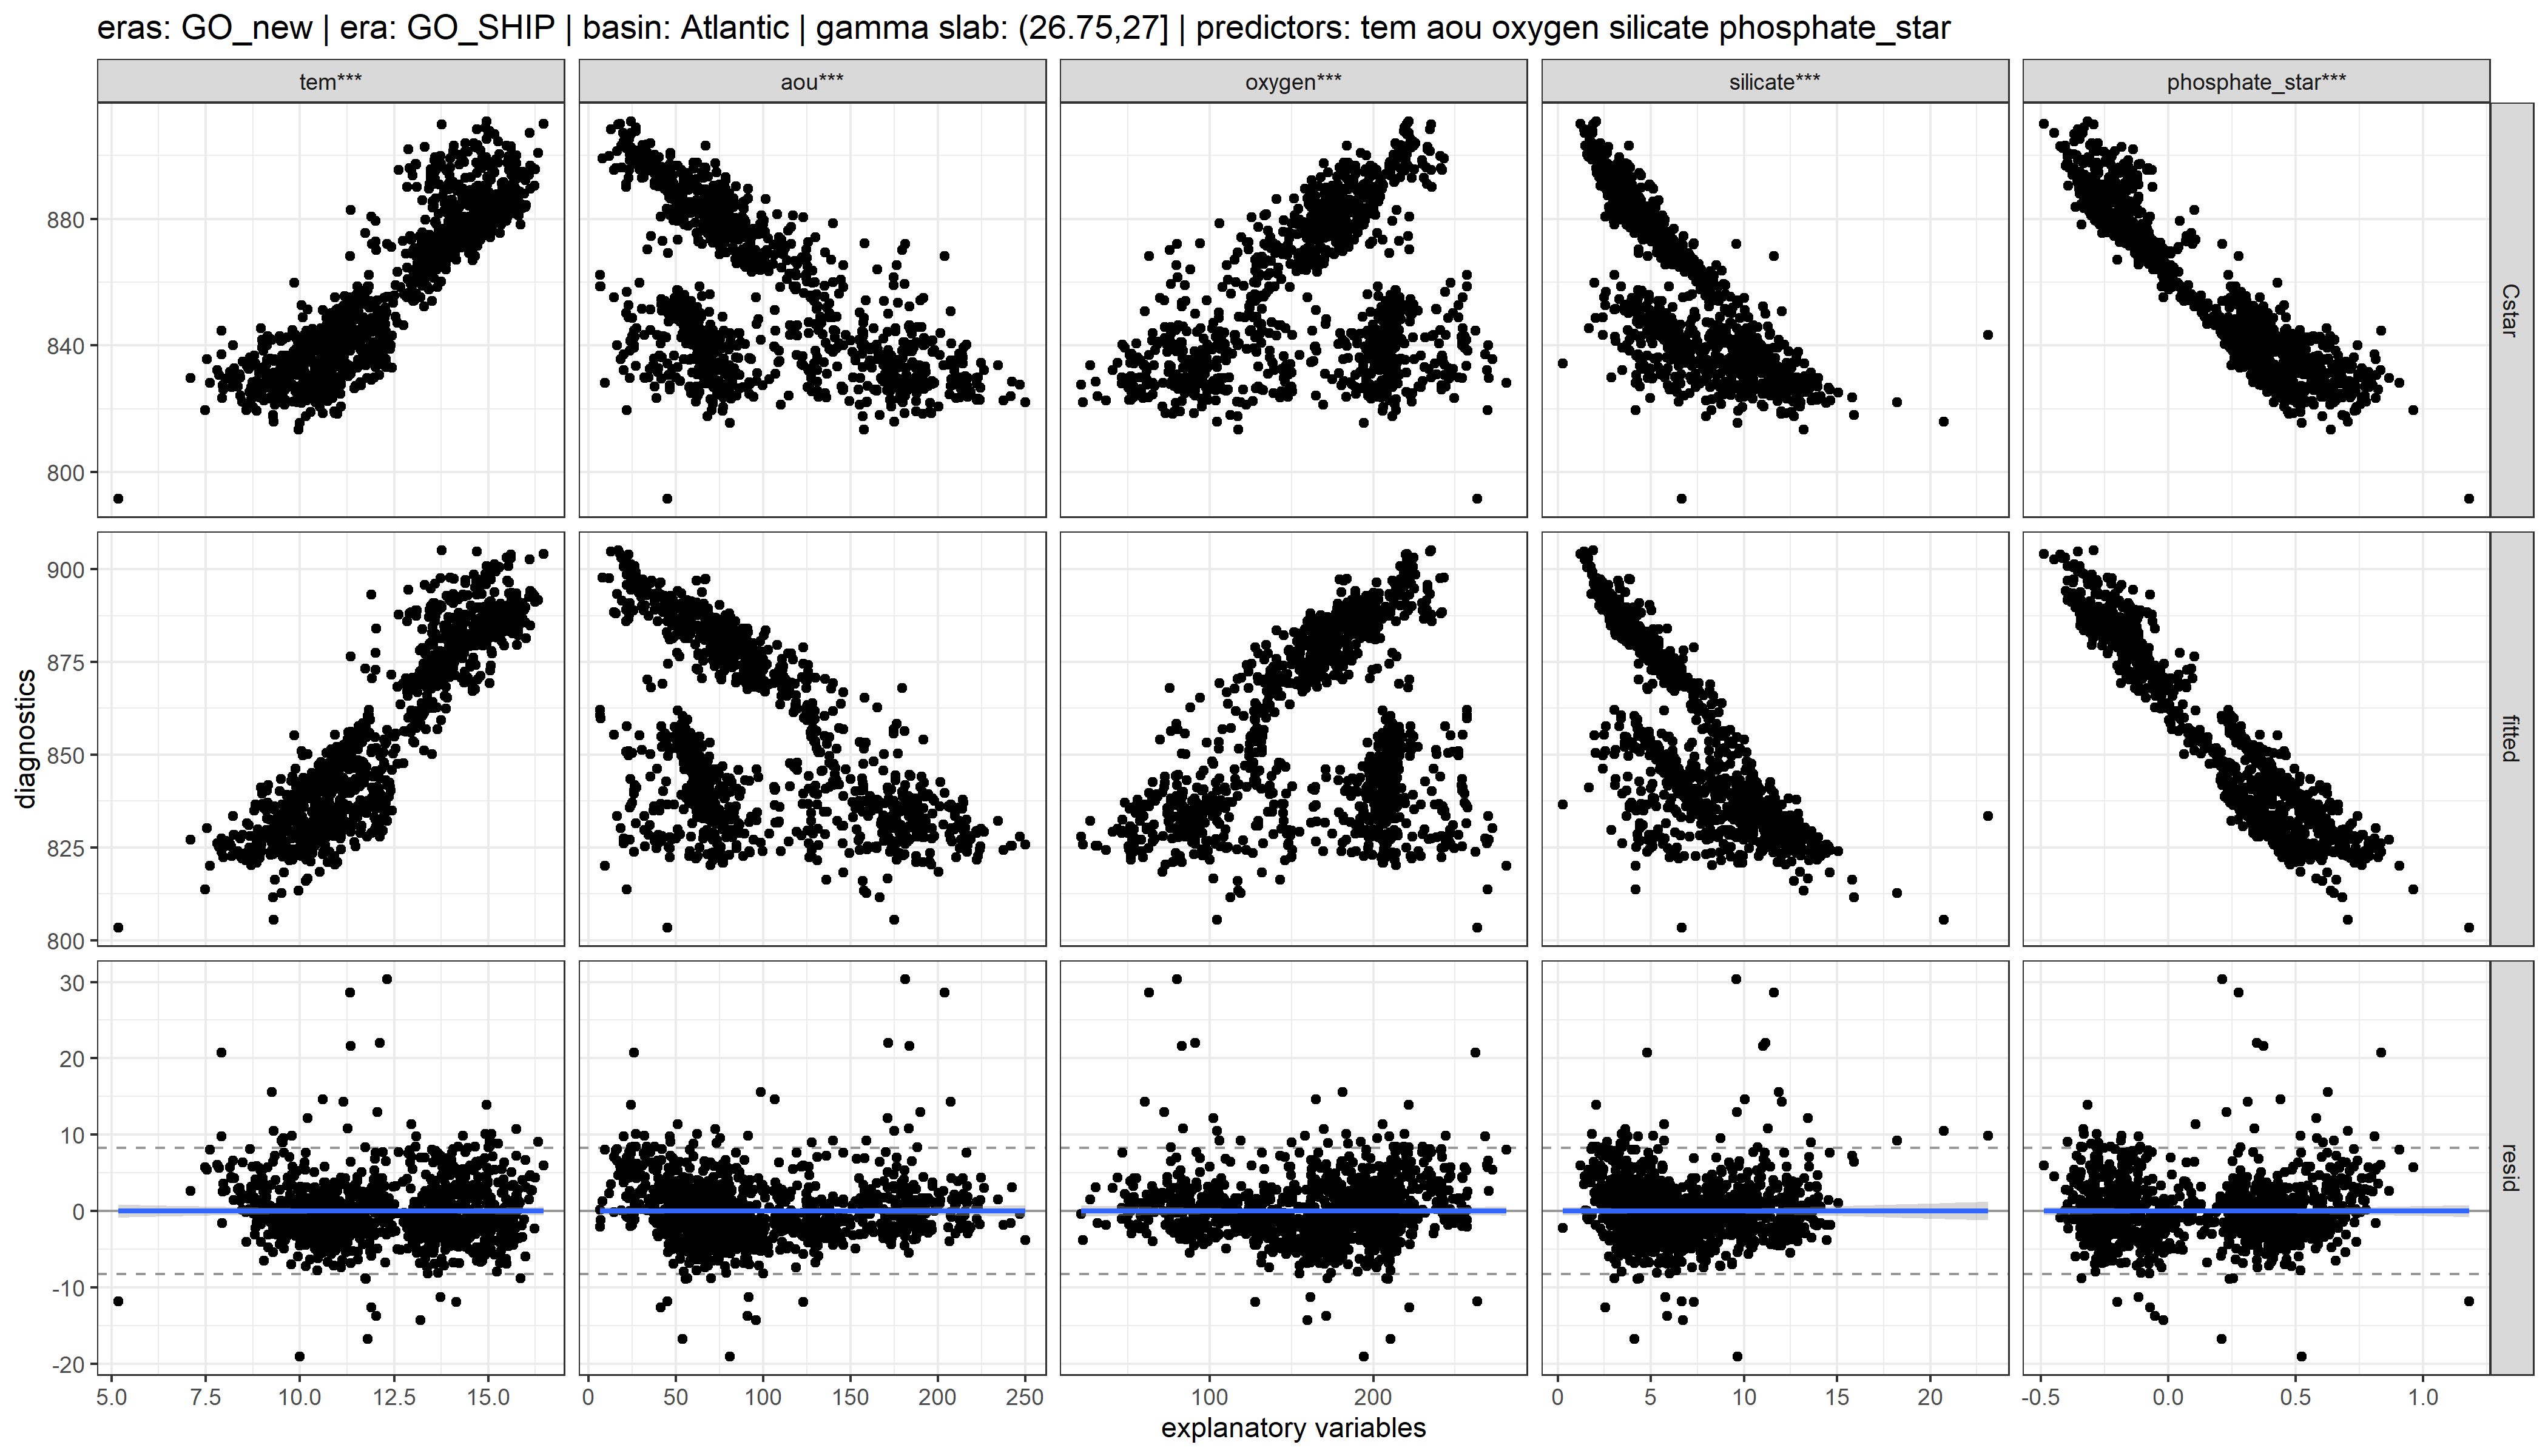 eras: GO_new | era: GO_SHIP | basin: Atlantic | gamma slab: (26.75,27] | predictors: tem aou oxygen silicate phosphate_star
tem*** aou*** oxygen*** silicate*** phosphate_star***
880
840
800
Cstar
900
875
850
825
800
fitted
diagnostics
30
20
10
0
-10
-20
resid
5.0 7.5 10.0 12.5 15.0 0 50 100 150 200 250 100 200 0 5 10 15 20 -0.5 0.0 0.5 1.0
explanatory variables